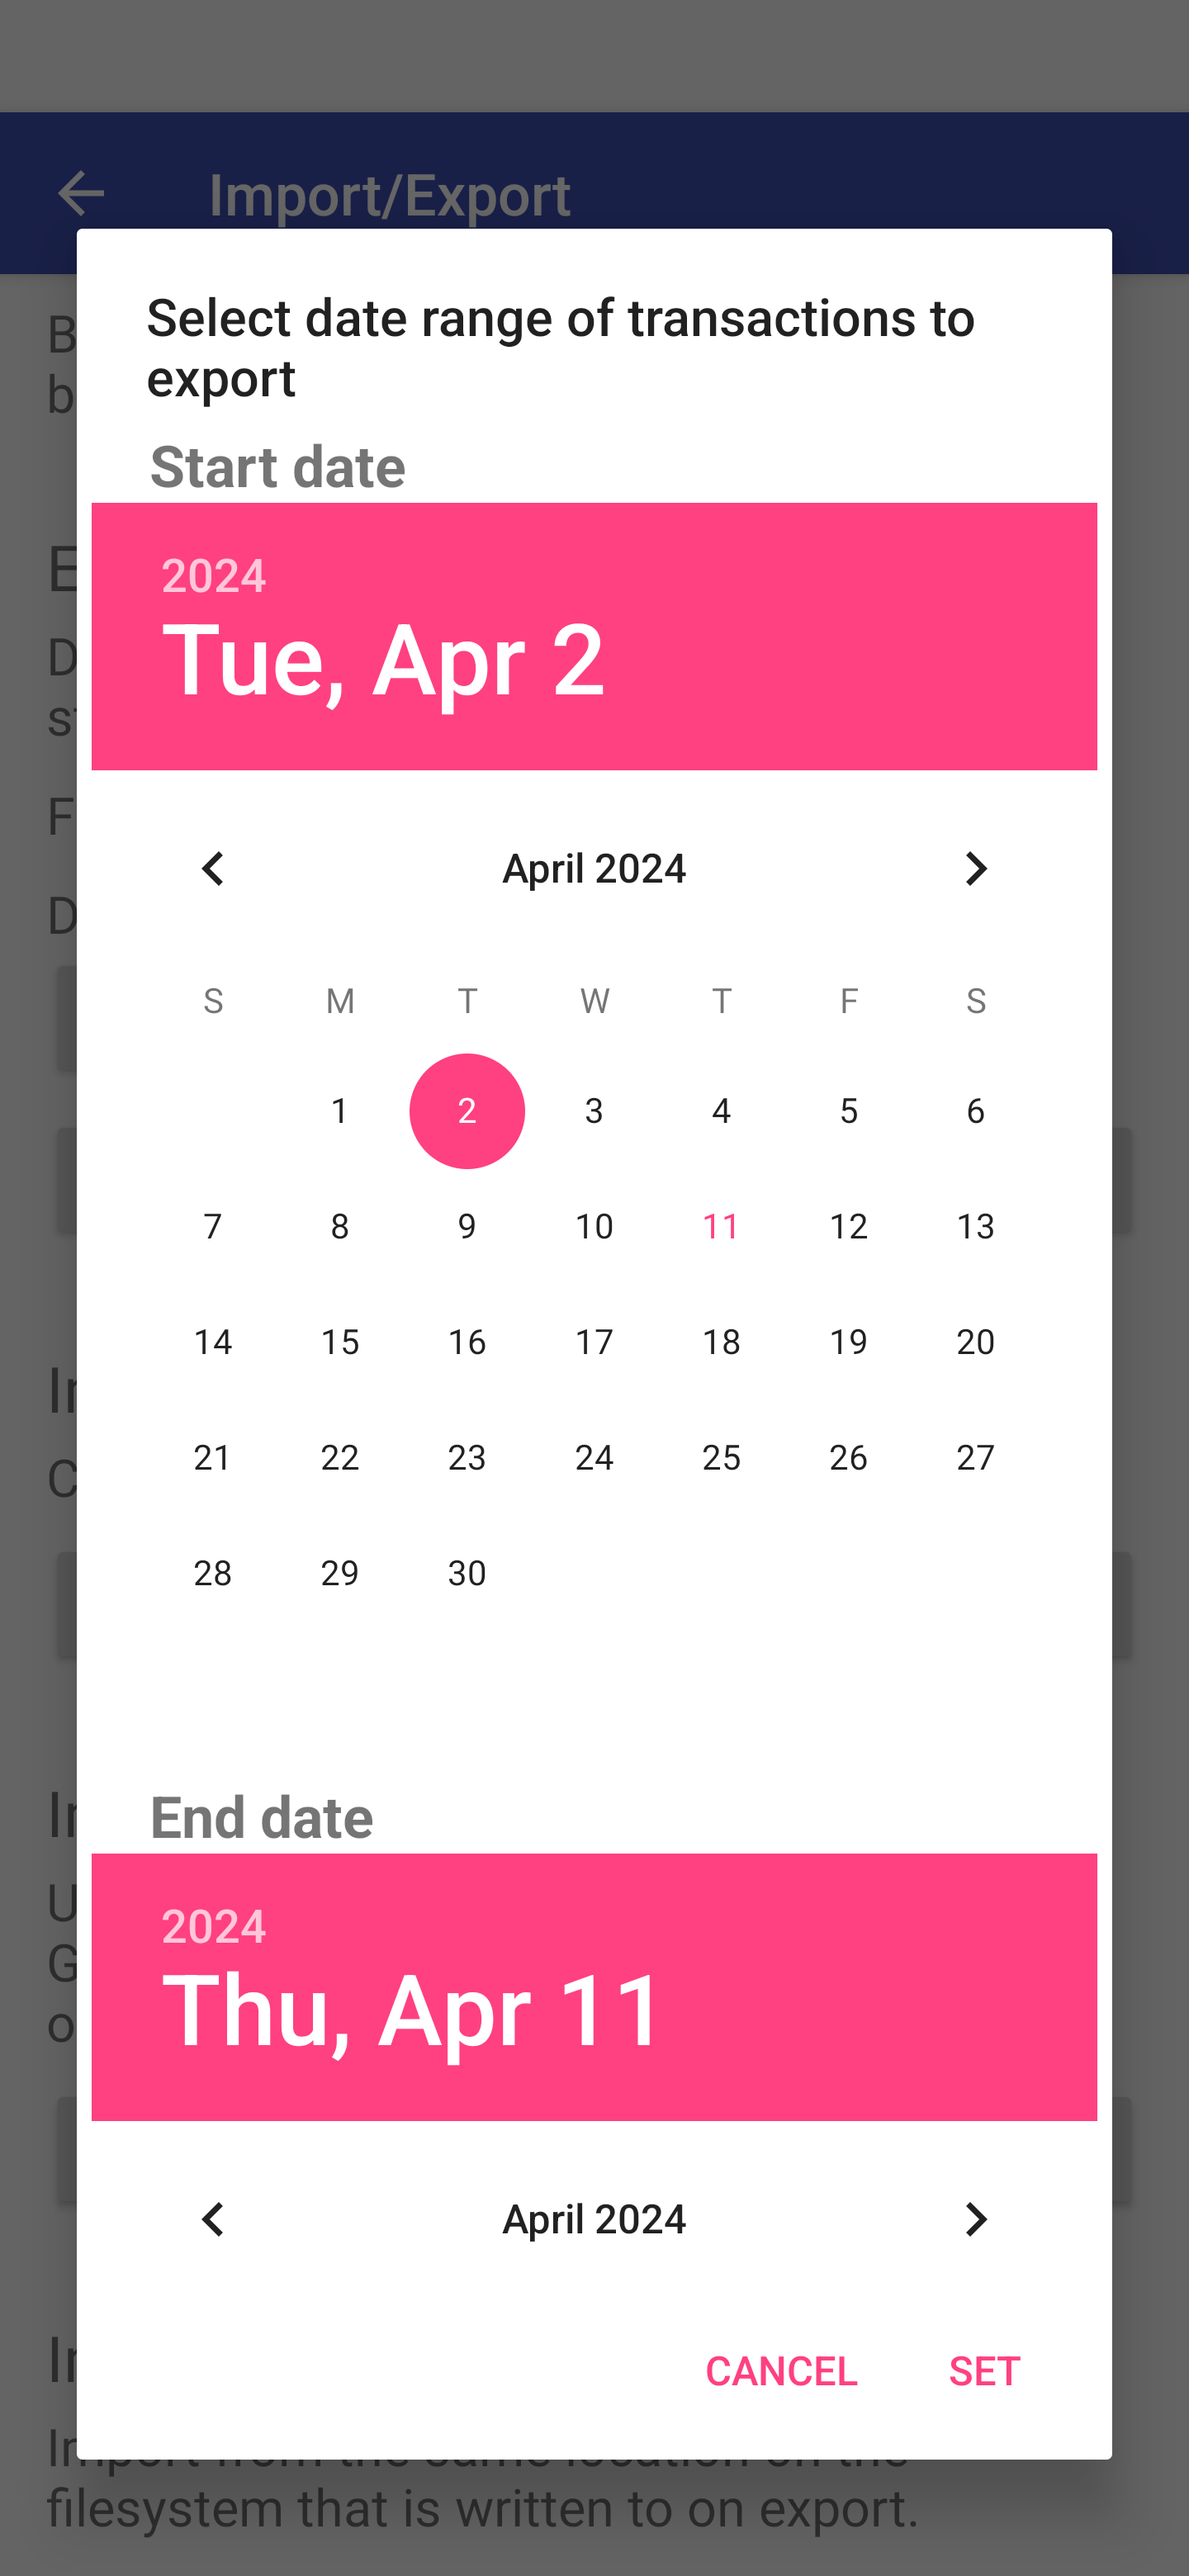 Import/Export
Select date range of transactions to
export
Start date
2024
Tue, Apr 2
April 2024
S M T W T F S
1 2 3 4 5 6
7 8 9 10 11 12 13
14 15 16 17 18 19 20
21 22 23 24 25 26 27
28 29 30
End date
2024
Thu, Apr 11
April 2024
CANCEL SET
Import from the same location on the
filesystem that is written to on export.